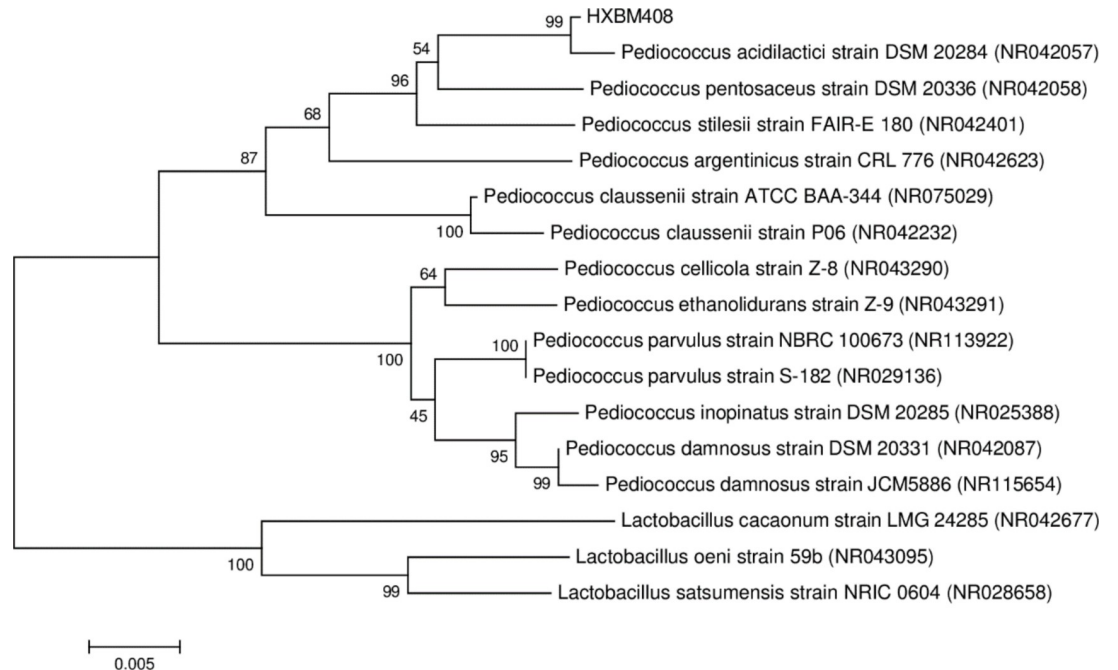 99 HXBM408
Pediococcus acidilactici strain DSM 20284 (NR042057)
54
Pediococcus pentosaceus strain DSM 20336 (NR042058)
96
Pediococcus stilesii strain FAIR-E 180 (NR042401)
68
Pediococcus argentinicus strain CRL 776 (NR042623)
87
Pediococcus claussenii strain ATCC BAA-344 (NR075029)
100
Pediococcus claussenii strain P06 (NR042232)
64
Pediococcus cellicola strain Z-8 (NR043290)
Pediococcus ethanolidurans strain Z-9 (NR043291)
100
100
Pediococcus parvulus strain NBRC 100673 (NR113922)
Pediococcus parvulus strain S-182 (NR029136)
45
Pediococcus inopinatus strain DSM 20285 (NR025388)
95
Pediococcus damnosus strain DSM 20331 (NR042087)
99
Pediococcus damnosus strain JCM5886 (NR115654)
Lactobacillus cacaonum strain LMG 24285 (NR042677)
100
Lactobacillus oeni strain 59b (NR043095)
99
Lactobacillus satsumensis strain NRIC 0604 (NR028658)
0.005